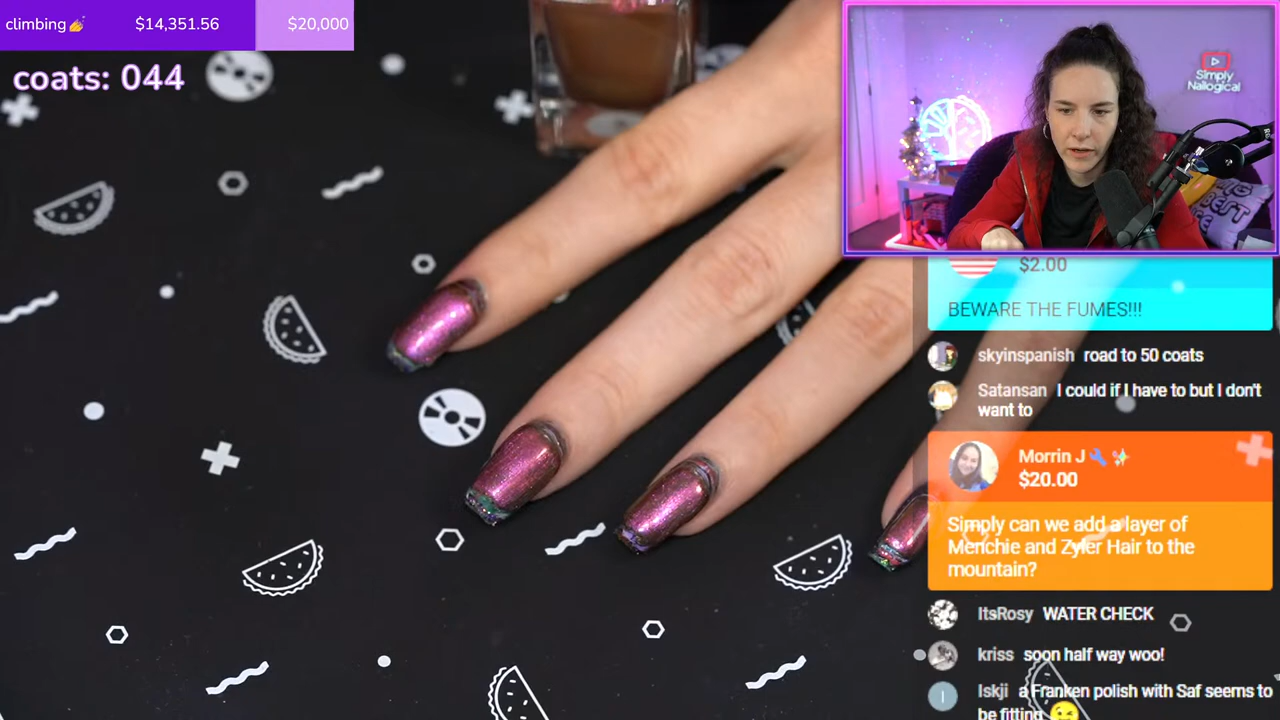 climbing💅 $14,351.56 $20,000
coats: 044
Simply
Nailogical
$2.00
BEWARE THE FUMES!!!
skyinspanish road to 50 coats
Satansan I could if I have to but I don't
want to
Morrin J🔧✨
$20.00
Simply can we add a layer of
Menchie and Zyler Hair to the
mountain?
ItsRosy WATER CHECK
kriss soon half way woo!
Iskji a Franken polish with Saf seems to
be fitting 😉